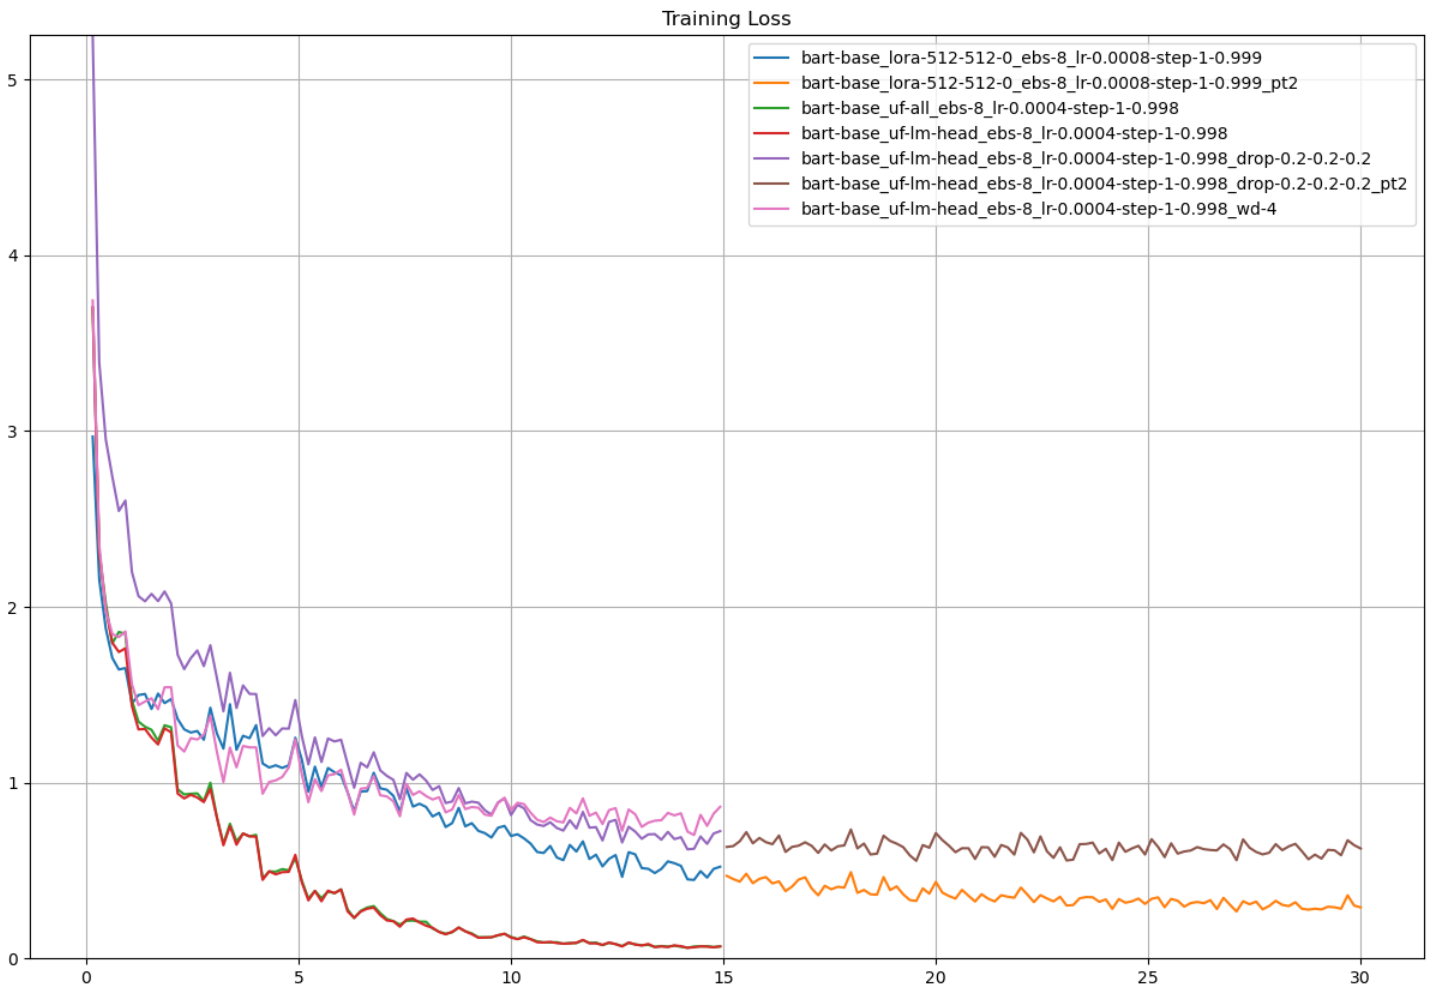 Training Loss
bart-base_lora-512-512-0_ebs-8_lr-0.0008-step-1-0.999
bart-base_lora-512-512-0_ebs-8_lr-0.0008-step-1-0.999_pt2
bart-base_uf-all_ebs-8_lr-0.0004-step-1-0.998
bart-base_uf-lm-head_ebs-8_lr-0.0004-step-1-0.998
bart-base_uf-lm-head_ebs-8_lr-0.0004-step-1-0.998_drop-0.2-0.2-0.2
bart-base_uf-lm-head_ebs-8_lr-0.0004-step-1-0.998_drop-0.2-0.2-0.2_pt2
bart-base_uf-lm-head_ebs-8_lr-0.0004-step-1-0.998_wd-4
5
4
3
2
1
0
0 5 10 15 20 25 30